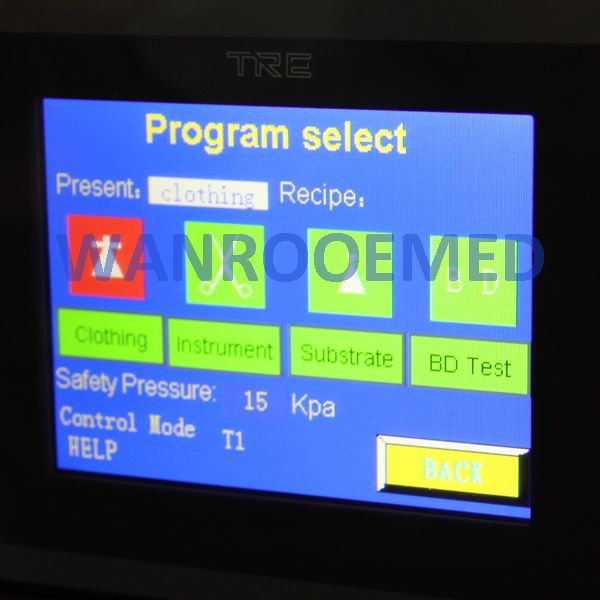 TRE
Program select
Present: clothing Recipe:
WANROOEMED
B D
Clothing Instrument Substrate BD Test
Safety Pressure: 15 Kpa
Control Mode T1
HELP
BACK